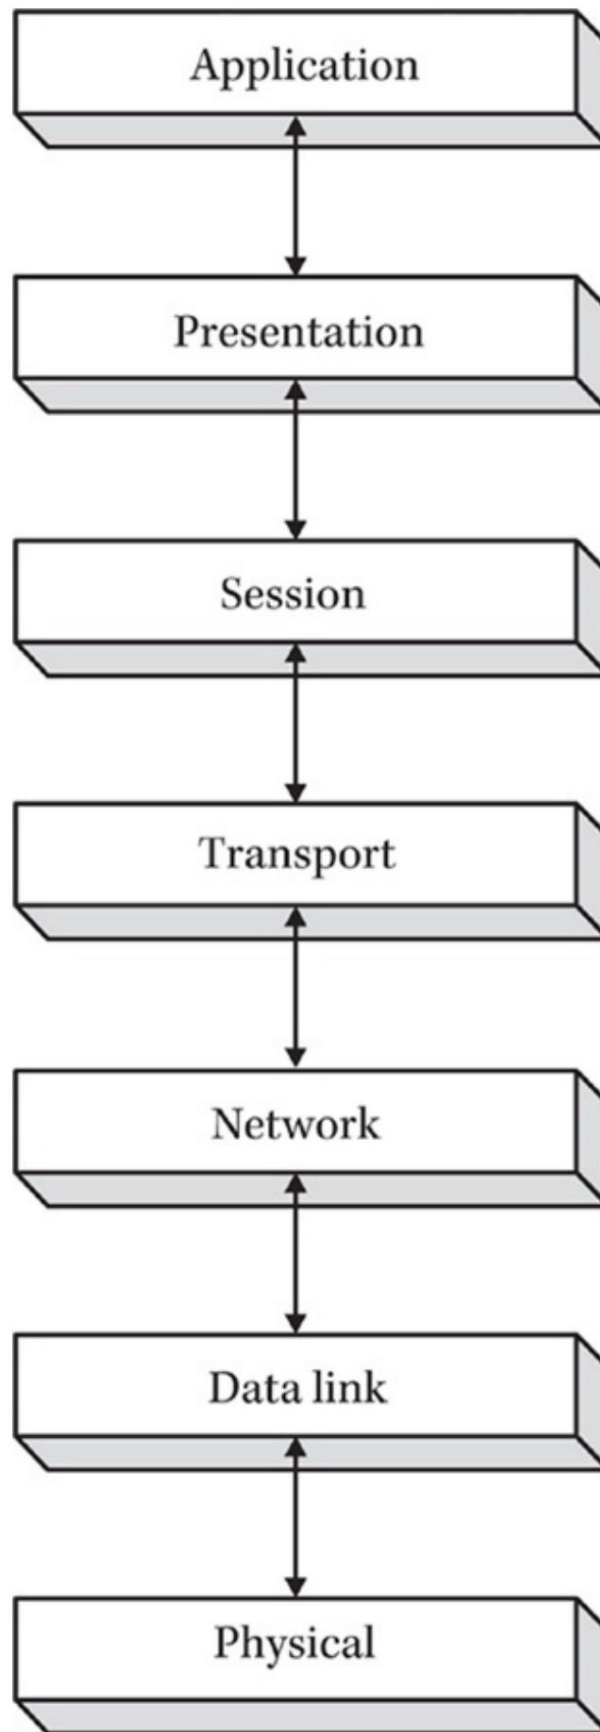 Application
Presentation
Session
Transport
Network
Data link
Physical